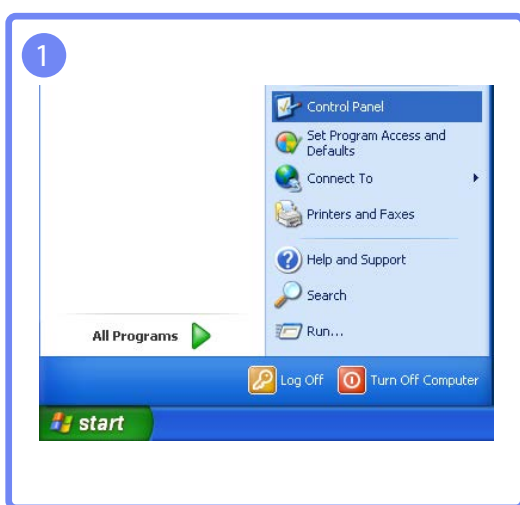 1
Control Panel
Set Program Access and
Defaults
Connect To
Printers and Faxes
Help and Support
Search
Run...
All Programs
Log Off
Turn Off Computer
start